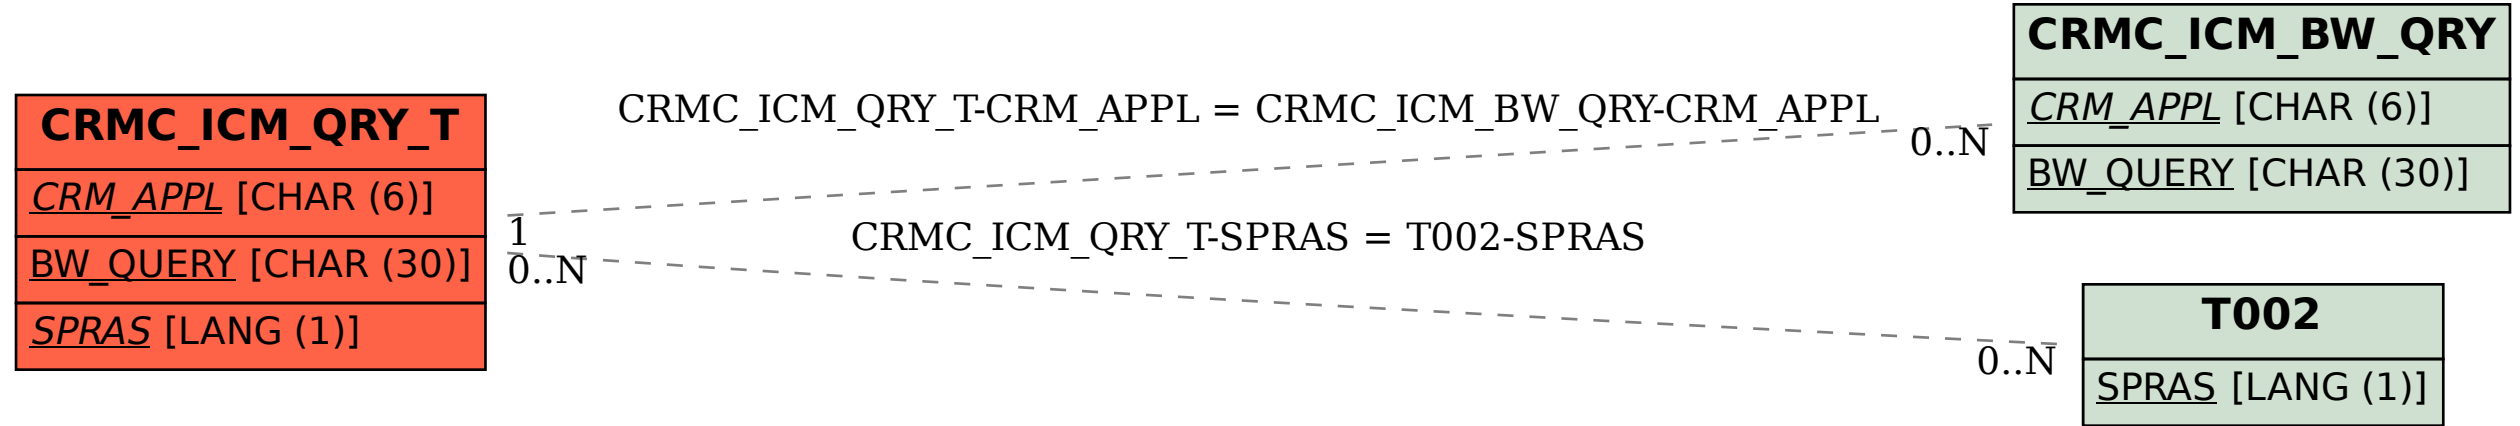 CRMC_ICM_QRY_T
CRM_APPL [CHAR (6)]
BW_QUERY [CHAR (30)]
SPRAS [LANG (1)]
CRMC_ICM_QRY_T-CRM_APPL = CRMC_ICM_BW_QRY-CRM_APPL
0..N
1
CRMC_ICM_QRY_T-SPRAS = T002-SPRAS
0..N
0..N
CRMC_ICM_BW_QRY
CRM_APPL [CHAR (6)]
BW_QUERY [CHAR (30)]
T002
SPRAS [LANG (1)]